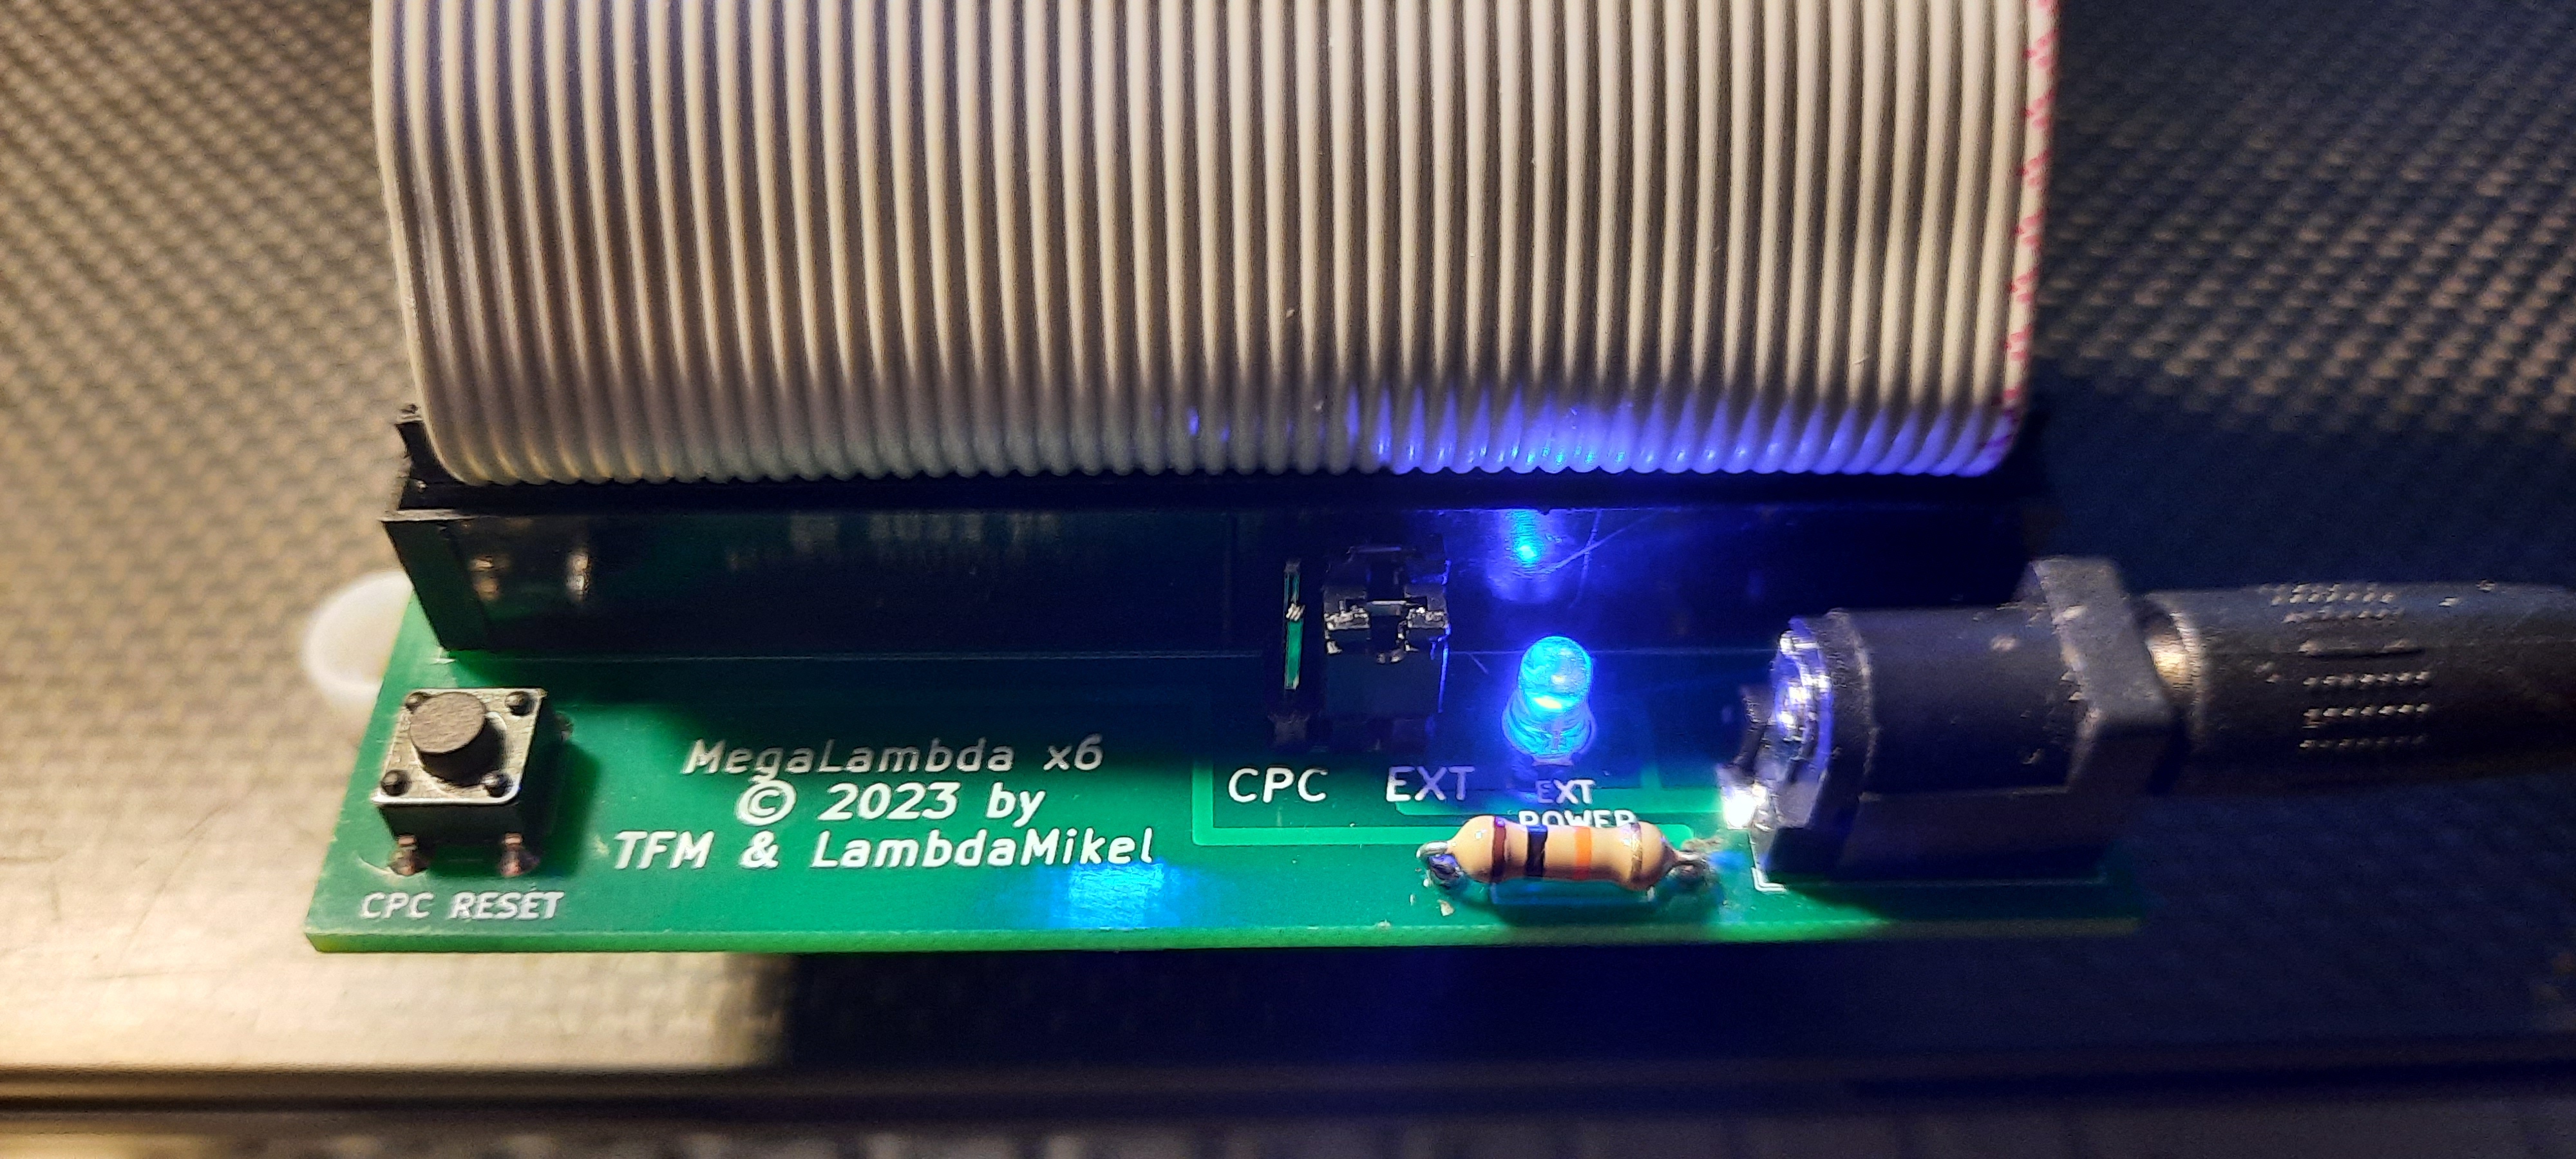 MegaLambda x6
© 2023 by
TFM & LambdaMikel
CPC RESET
CPC EXT
EXT
POWER